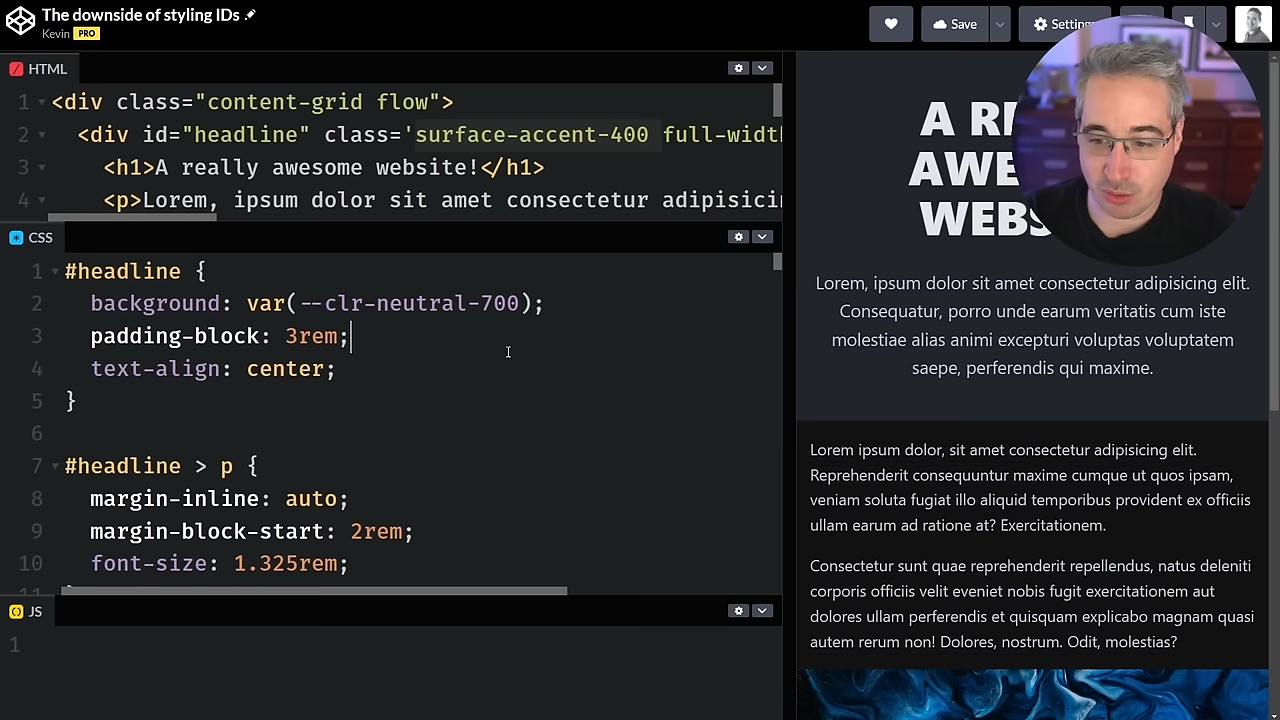 The downside of styling IDs
Kevin PRO
Save
Settin
HTML
1 <div class="content-grid flow">
2 <div id="headline" class='surface-accent-400 full-width
3 <h1>A really awesome website!</h1>
4 <p>Lorem, ipsum dolor sit amet consectetur adipisicin
CSS
1 #headline {
2 background: var(--clr-neutral-700);
3 padding-block: 3rem;
4 text-align: center;
5 }
6
7 #headline > p {
8 margin-inline: auto;
9 margin-block-start: 2rem;
10 font-size: 1.325rem;
11 }
JS
1
A RE
AWE
WEBS
Lorem, ipsum dolor sit amet consectetur adipisicing elit.
Consequatur, porro unde earum veritatis cum iste
molestiae alias animi excepturi voluptas voluptatem
saepe, perferendis qui maxime.
Lorem ipsum dolor, sit amet consectetur adipisicing elit.
Reprehenderit consequuntur maxime cumque ut quos ipsam,
veniam soluta fugiat illo aliquid temporibus provident ex officiis
ullam earum ad ratione at? Exercitationem.
Consectetur sunt quae reprehenderit repellendus, natus deleniti
corporis officiis velit eveniet nobis fugit exercitationem aut
dolores ullam perferendis et quisquam explicabo magnam quasi
autem rerum non! Dolores, nostrum. Odit, molestias?